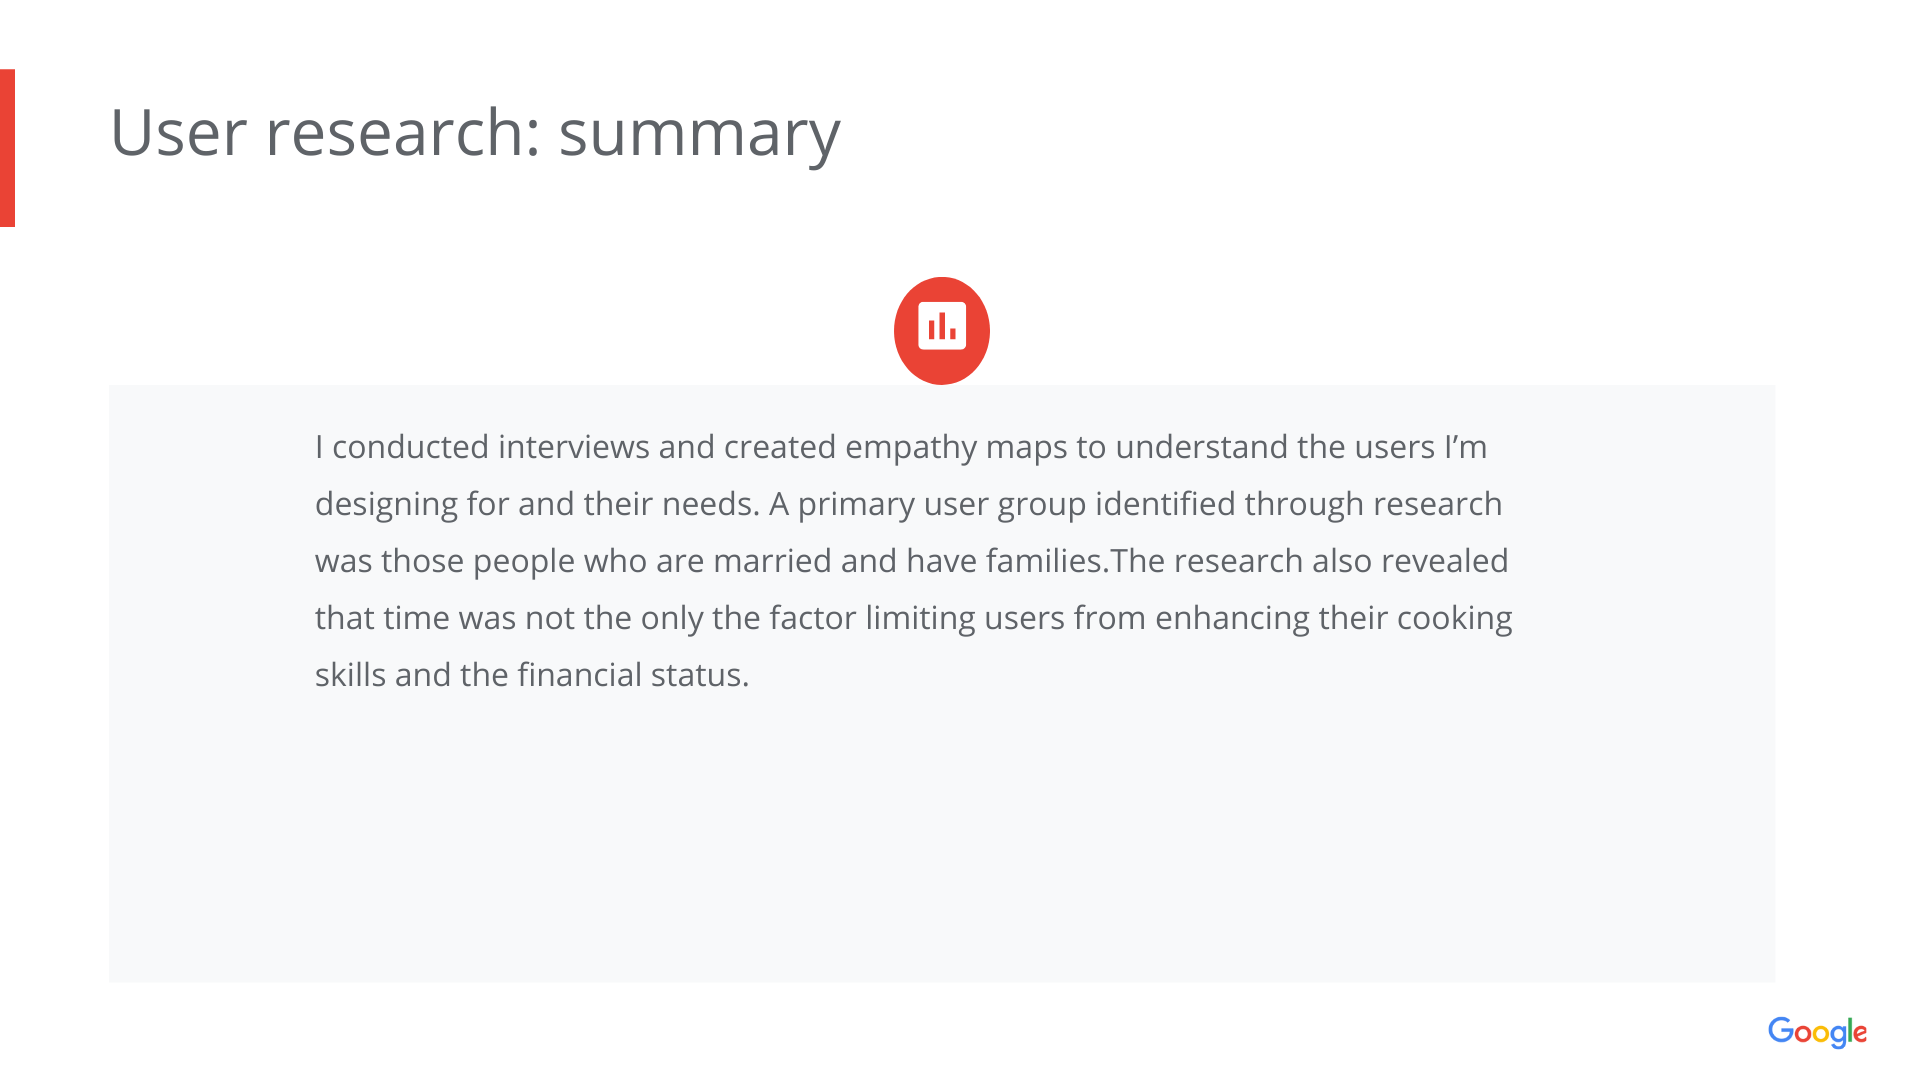 User research: summary
I conducted interviews and created empathy maps to understand the users I’m
designing for and their needs. A primary user group identified through research
was those people who are married and have families.The research also revealed
that time was not the only the factor limiting users from enhancing their cooking
skills and the financial status.
Google